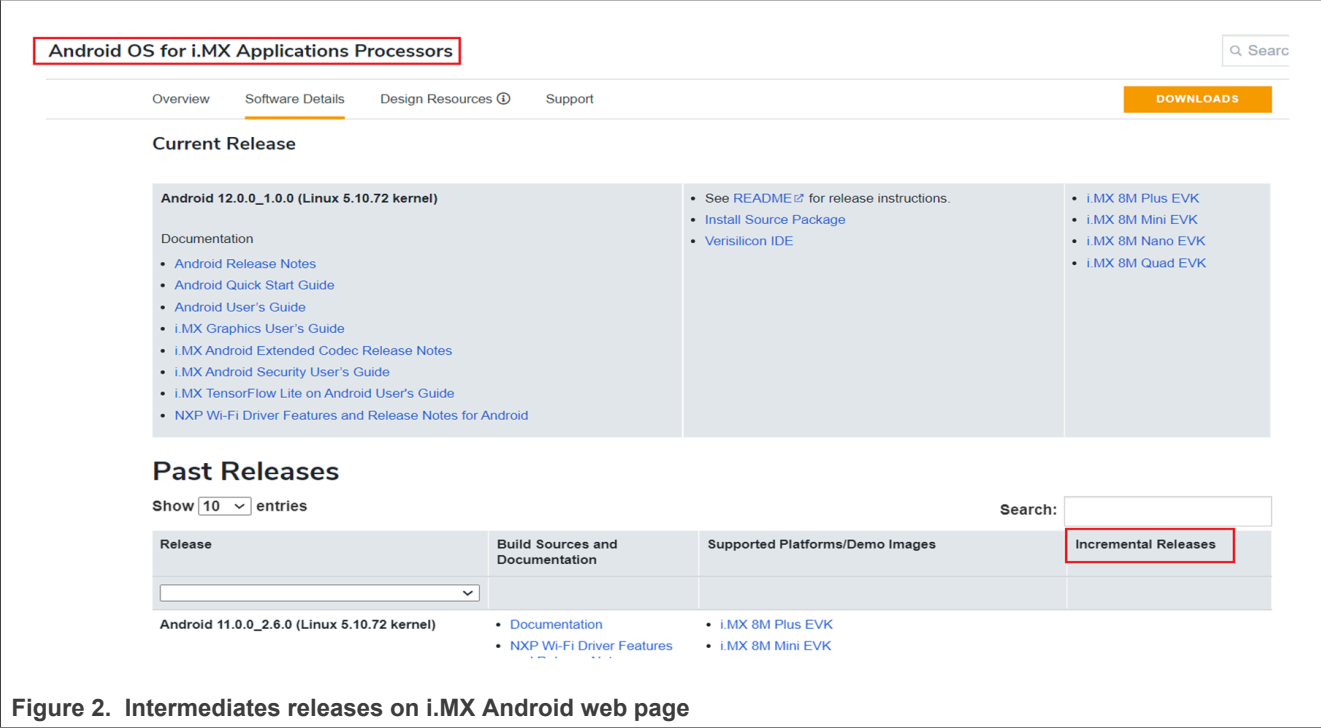 Android OS for i.MX Applications Processors
Searc
Overview Software Details Design Resources Support
DOWNLOADS
Current Release
Android 12.0.0_1.0.0 (Linux 5.10.72 kernel)
Documentation
• Android Release Notes
• Android Quick Start Guide
• Android User’s Guide
• i.MX Graphics User’s Guide
• i.MX Android Extended Codec Release Notes
• i.MX Android Security User’s Guide
• i.MX TensorFlow Lite on Android User's Guide
• NXP Wi-Fi Driver Features and Release Notes for Android
• See README for release instructions.
• Install Source Package
• Verisilicon IDE
• i.MX 8M Plus EVK
• i.MX 8M Mini EVK
• i.MX 8M Nano EVK
• i.MX 8M Quad EVK
Past Releases
Show 10 entries
Search:
Release
Build Sources and
Documentation
Supported Platforms/Demo Images
Incremental Releases
Android 11.0.0_2.6.0 (Linux 5.10.72 kernel)
• Documentation
• NXP Wi-Fi Driver Features
• i.MX 8M Plus EVK
• i.MX 8M Mini EVK
Figure 2. Intermediates releases on i.MX Android web page